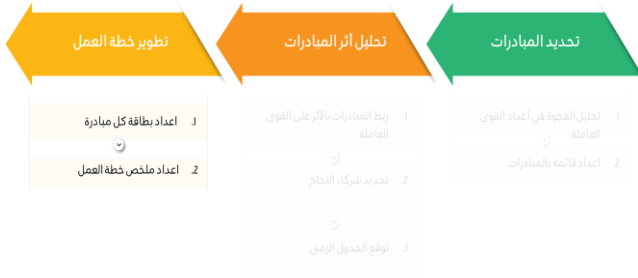 تحديد المبادرات
1. تحليل الفجوة في أعداد القوى
العاملة
2. اعداد قائمة بالمبادرات
تحليل أثر المبادرات
1. ربط المبادرات بالأثر على القوى
العاملة
2. تحديد شركاء النجاح
3. توقع الجدول الزمني
تطوير خطة العمل
1. اعداد بطاقة كل مبادرة
2. اعداد ملخص خطة العمل